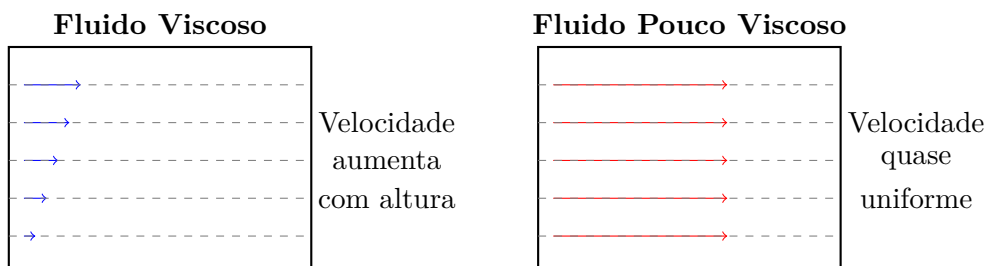 Fluido Viscoso
Velocidade
aumenta
com altura
Fluido Pouco Viscoso
Velocidade
quase
uniforme